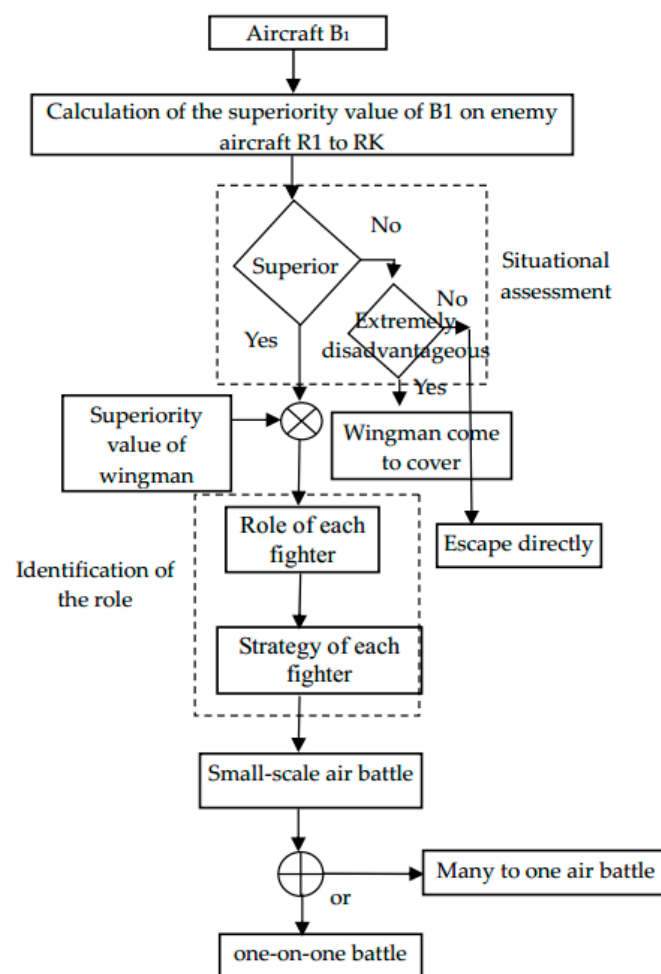 Aircraft B1
Calculation of the superiority value of B1 on enemy
aircraft R1 to RK
No
Superior
Situational
assessment
No
Yes
Extremely
disadvantageous
Yes
Superiority
value of
wingman
Wingman come
to cover
Role of each
fighter
Escape directly
Identification of
the role
Strategy of each
fighter
Small-scale air battle
Many to one air battle
or
one-on-one battle